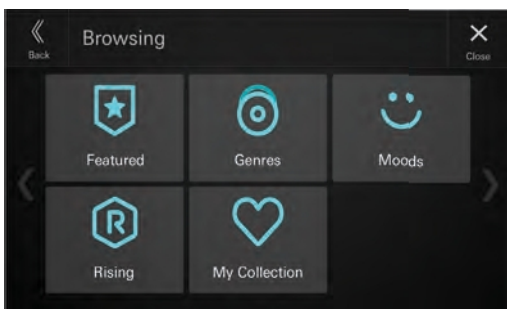 Back
Browsing
Close
Featured
Genres
Moods
R
Rising
My Collection